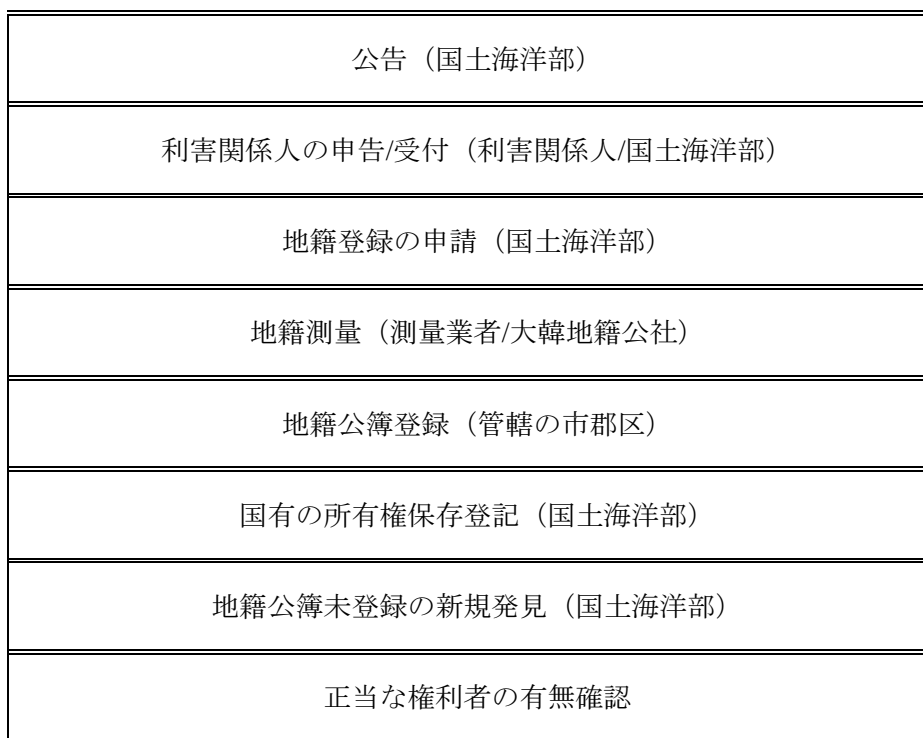 公告（国土海洋部）
利害関係人の申告/受付（利害関係人/国土海洋部）
地籍登録の申請（国土海洋部）
地籍測量（測量業者/大韓地籍公社）
地籍公簿登録（管轄の市郡区）
国有の所有権保存登記（国土海洋部）
地籍公簿未登録の新規発見（国土海洋部）
正当な権利者の有無確認